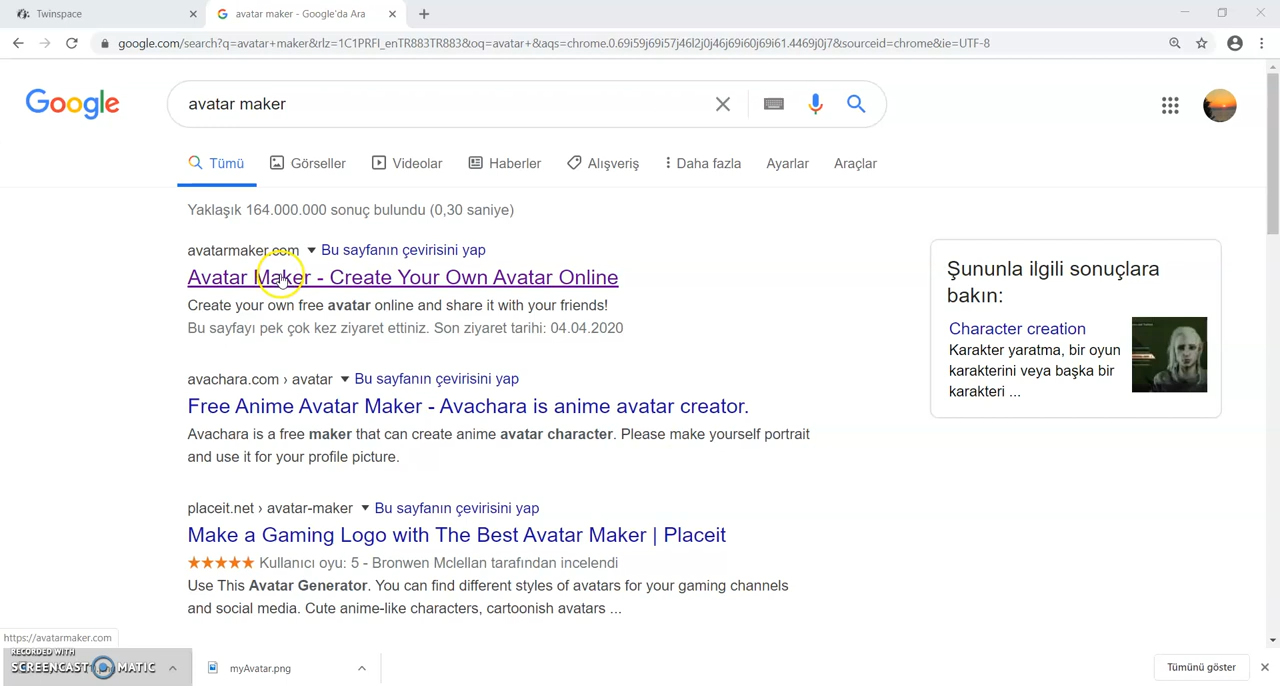 Twinspace
avatar maker - Google'da Ara
google.com/search?q=avatar+maker&rlz=1C1PRFI_enTR883TR883&oq=avatar+&aqs=chrome.0.69i59j69i57j46l2j0j46j69i60j69i61.4469j0j7&sourceid=chrome&ie=UTF-8
Google
avatar maker
Tümü Görseller Videolar Haberler Alışveriş Daha fazla Ayarlar Araçlar
Yaklaşık 164.000.000 sonuç bulundu (0,30 saniye)
avatarmaker.com Bu sayfanın çevirisini yap
Avatar Maker - Create Your Own Avatar Online
Create your own free avatar online and share it with your friends!
Bu sayfayı pek çok kez ziyaret ettiniz. Son ziyaret tarihi: 04.04.2020
avachara.com › avatar Bu sayfanın çevirisini yap
Free Anime Avatar Maker - Avachara is anime avatar creator.
Avachara is a free maker that can create anime avatar character. Please make yourself portrait
and use it for your profile picture.
placeit.net › avatar-maker Bu sayfanın çevirisini yap
Make a Gaming Logo with The Best Avatar Maker | Placeit
Kullanıcı oyu: 5 - Bronwen Mclellan tarafından incelendi
Use This Avatar Generator. You can find different styles of avatars for your gaming channels
and social media. Cute anime-like characters, cartoonish avatars ...
Şununla ilgili sonuçlara
bakın:
Character creation
Karakter yaratma, bir oyun
karakterini veya başka bir
karakteri ...
https://avatarmaker.com
RECORDED WITH
SCREENCAST MATIC
myAvatar.png
Tümünü göster